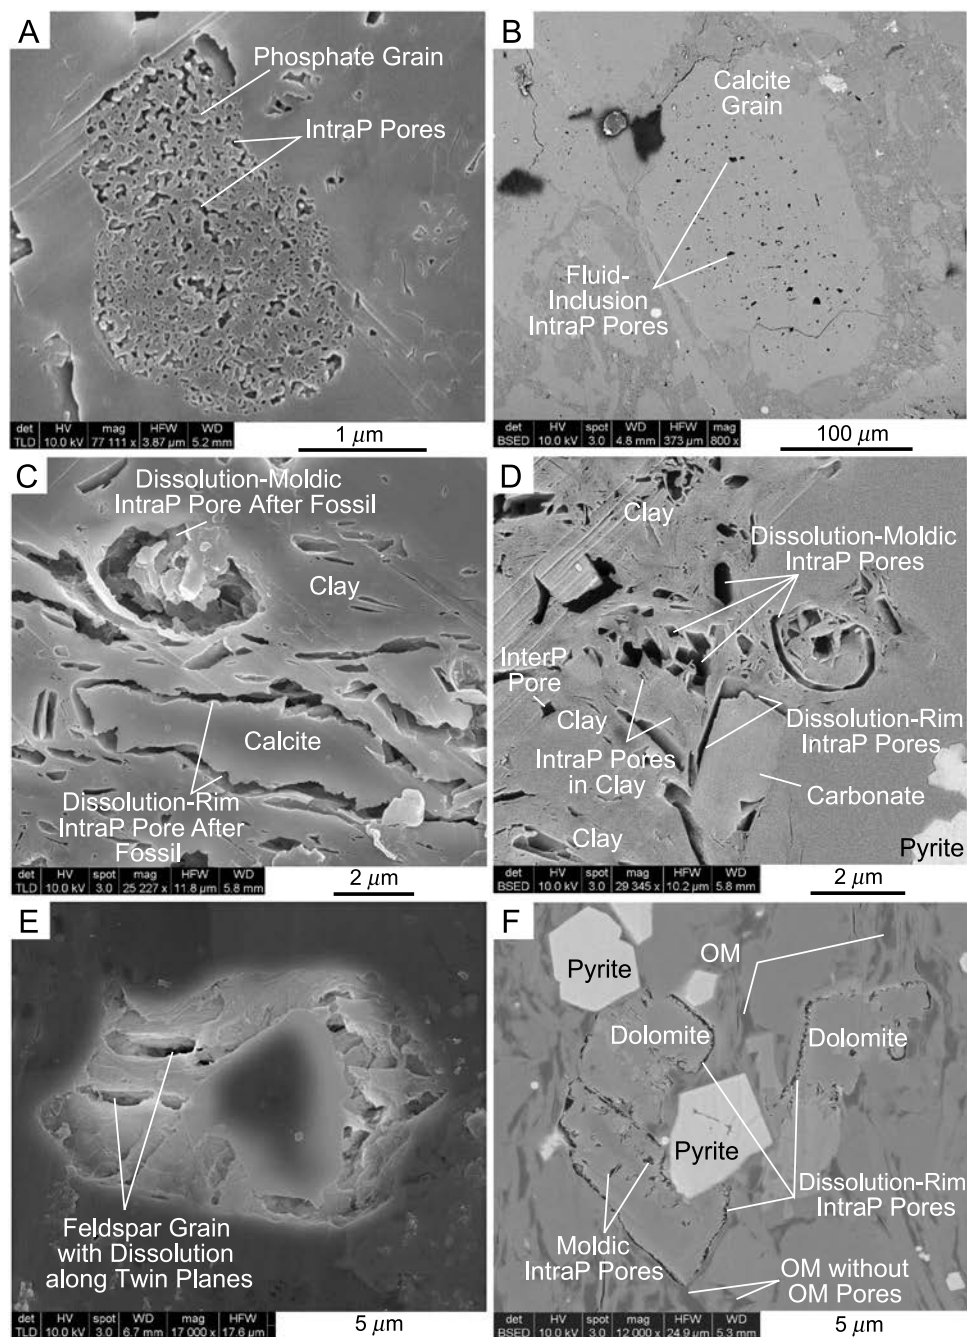 A
Phosphate Grain
IntraP Pores
det HV mag HFW WD
TLD 10.0 kV 77 111 x 3.87 µm 5.2 mm
1 µm
B
Calcite
Grain
Fluid-
Inclusion
IntraP Pores
det HV spot WD HFW mag
BSED 10.0 kV 3.0 4.8 mm 373 µm 800 x
100 µm
C
Dissolution-Moldic
IntraP Pore After Fossil
Clay
Calcite
Dissolution-Rim
IntraP Pore After
Fossil
det HV spot mag HFW WD
TLD 10.0 kV 3.0 25 227 x 11.8 µm 5.8 mm
2 µm
D
Clay
Dissolution-Moldic
IntraP Pores
InterP
Pore
Clay
Dissolution-Rim
IntraP Pores
IntraP Pores
in Clay
Carbonate
Clay
Pyrite
det HV spot mag HFW WD
BSED 10.0 kV 3.0 29 345 x 10.2 µm 5.8 mm
2 µm
E
Feldspar Grain
with Dissolution
along Twin Planes
det HV spot WD mag HFW
TLD 10.0 kV 3.0 6.7 mm 17 000 x 17.6 µm
5 µm
F
OM
Pyrite
Dolomite
Dolomite
Pyrite
Dissolution-Rim
IntraP Pores
Moldic
IntraP Pores
OM without
OM Pores
det HV spot mag HFW WD
BSED 10.0 kV 3.0 12 000 x 24.9 µm 5.3 mm
5 µm